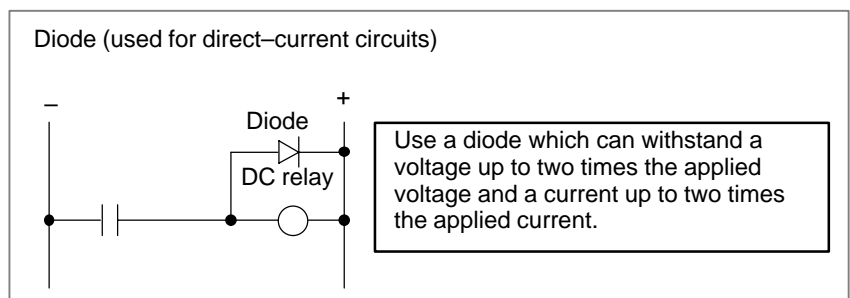 Diode (used for direct–current circuits)
–
+
Diode
DC relay
Use a diode which can withstand a
voltage up to two times the applied
voltage and a current up to two times
the applied current.